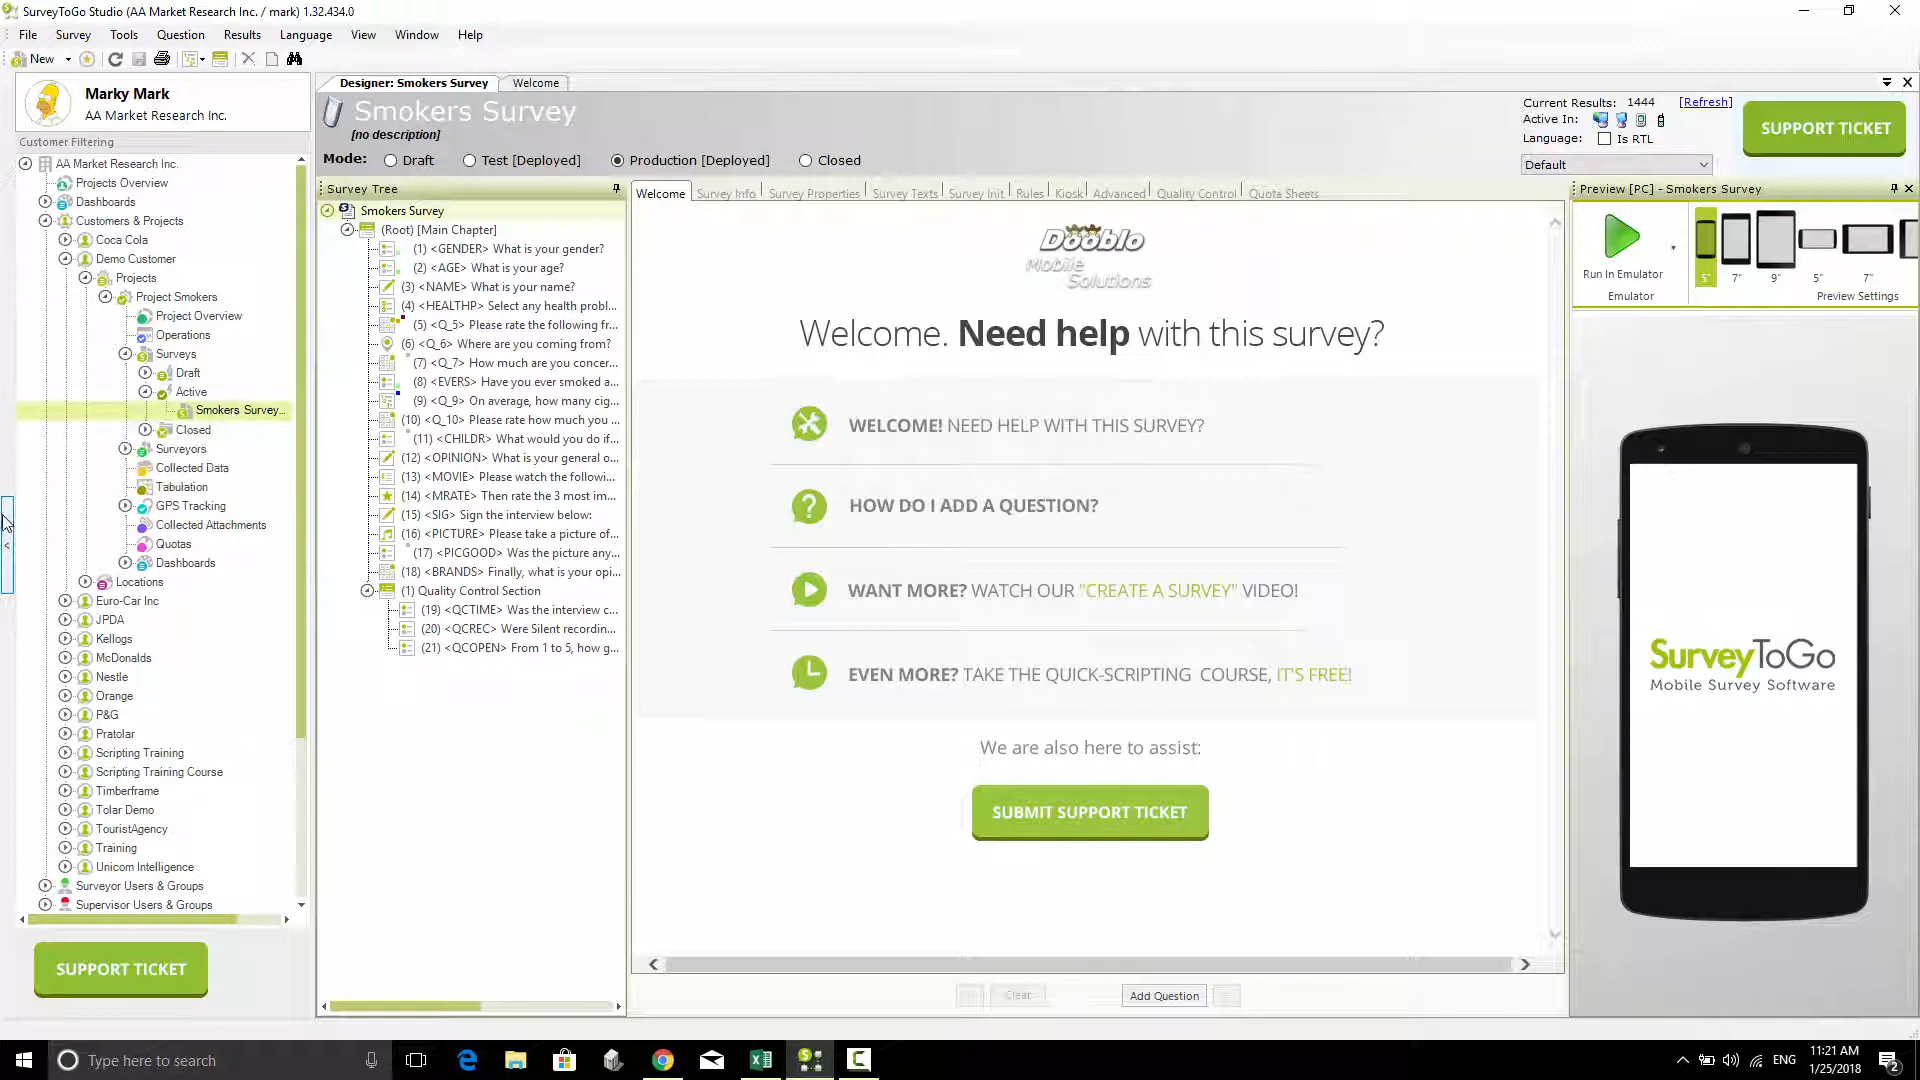 SurveyToGo Studio (AA Market Research Inc. / mark) 1.32.434.0
File Survey Tools Question Results Language View Window Help
New
Marky Mark
AA Market Research Inc.
Customer Filtering
AA Market Research Inc.
Projects Overview
Dashboards
Customers & Projects
Coca Cola
Demo Customer
Projects
Project Smokers
Project Overview
Operations
Surveys
Draft
Active
Smokers Survey...
Closed
Surveyors
Collected Data
Tabulation
GPS Tracking
Collected Attachments
Quotas
Dashboards
Locations
Euro-Car Inc
JPDA
Kellogs
McDonalds
Nestle
Orange
P&G
Pratolar
Scripting Training
Scripting Training Course
Timberframe
Tolar Demo
TouristAgency
Training
Unicom Intelligence
Surveyor Users & Groups
Supervisor Users & Groups
SUPPORT TICKET
Designer: Smokers Survey Welcome
Smokers Survey
[no description]
Mode: Draft Test [Deployed] Production [Deployed] Closed
Current Results: 1444 [Refresh]
Active In:
Language: Is RTL
Default
SUPPORT TICKET
Survey Tree
Smokers Survey
(Root) [Main Chapter]
(1) <GENDER> What is your gender?
(2) <AGE> What is your age?
(3) <NAME> What is your name?
(4) <HEALTHP> Select any health probl...
(5) <Q_5> Please rate the following fr...
(6) <Q_6> Where are you coming from?
(7) <Q_7> How much are you concer...
(8) <EVERS> Have you ever smoked a...
(9) <Q_9> On average, how many cig...
(10) <Q_10> Please rate how much you ...
(11) <CHILDR> What would you do if...
(12) <OPINION> What is your general o...
(13) <MOVIE> Please watch the followi...
(14) <MRATE> Then rate the 3 most im...
(15) <SIG> Sign the interview below:
(16) <PICTURE> Please take a picture of...
(17) <PICGOOD> Was the picture any...
(18) <BRANDS> Finally, what is your opi...
(1) Quality Control Section
(19) <QCTIME> Was the interview c...
(20) <QCREC> Were Silent recordin...
(21) <QCOPEN> From 1 to 5, how g...
Welcome Survey Info Survey Properties Survey Texts Survey Init Rules Kiosk Advanced Quality Control Quota Sheets
Dooblo
Mobile
Solutions
Welcome. Need help with this survey?
WELCOME! NEED HELP WITH THIS SURVEY?
HOW DO I ADD A QUESTION?
WANT MORE? WATCH OUR "CREATE A SURVEY" VIDEO!
EVEN MORE? TAKE THE QUICK-SCRIPTING COURSE, IT'S FREE!
We are also here to assist:
SUBMIT SUPPORT TICKET
Clear Add Question
Preview [PC] - Smokers Survey
Run In Emulator
Emulator
5" 7" 9" 5" 7"
Preview Settings
SurveyToGo
Mobile Survey Software
Type here to search
ENG
11:21 AM
1/25/2018
2